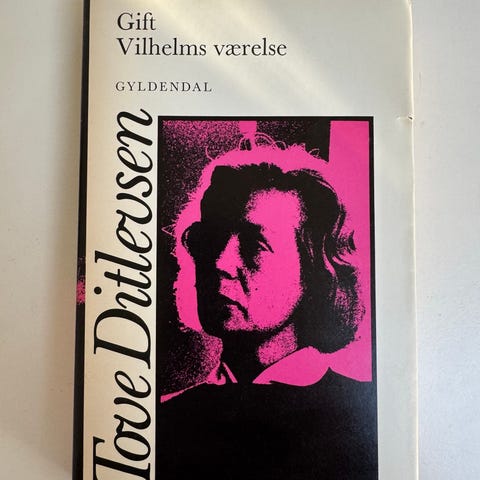 Gift
Vilhelms værelse
GYLDENDAL
Tove Ditlevsen